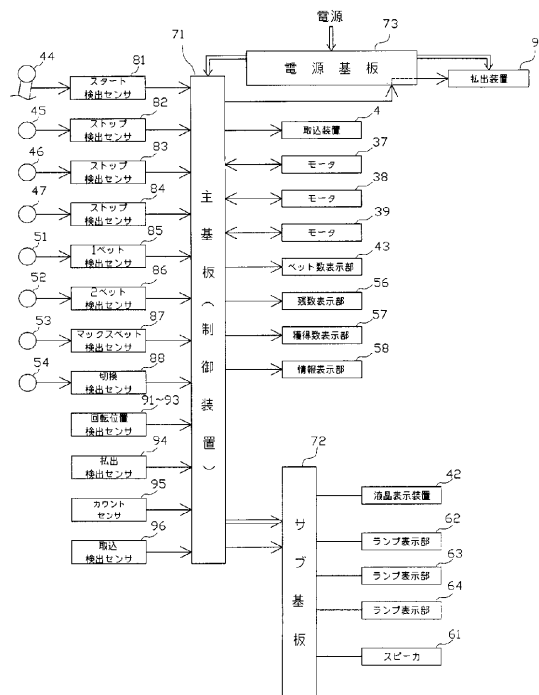 電源
73
71
9
44
81
電源基板
スタート
検出センサ
払出装置
82
45
ストップ
検出センサ
4
取込装置
83
46
ストップ
検出センサ
37
モータ
84
47
ストップ
検出センサ
38
モータ
85
51
1ベット
検出センサ
39
モータ
86
52
2ベット
検出センサ
43
ベット数表示部
87
53
マックスベット
検出センサ
56
残数表示部
88
54
切換
検出センサ
57
獲得数表示部
58
情報表示部
91~93
回転位置
検出センサ
94
払出
検出センサ
95
カウント
センサ
96
取込
検出センサ
主基板(制御装置)
72
サブ基板
42
液晶表示装置
62
ランプ表示部
63
ランプ表示部
64
ランプ表示部
61
スピーカ